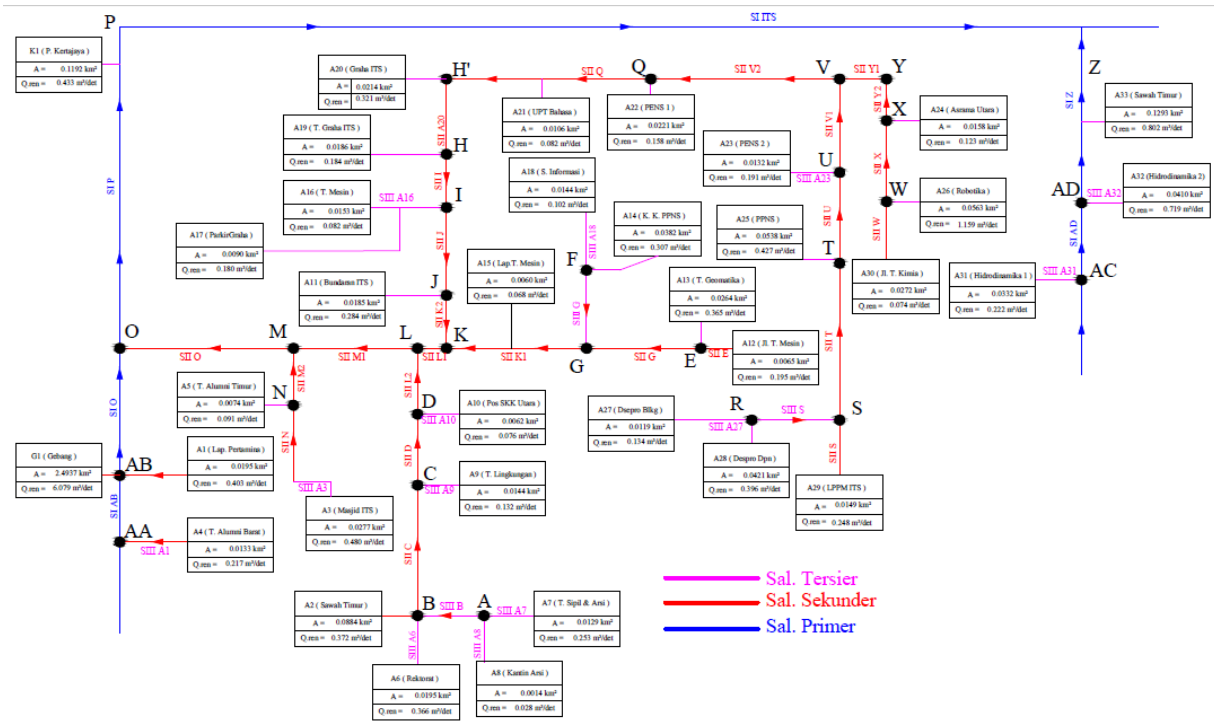 P
SI ITS
K1 ( P. Kertajaya )
A = 0.1192 km²
Q.ren = 0.433 m³/det
A20 ( Graha ITS )
A = 0.0214 km²
Q.ren = 0.321 m³/det
H'
SII Q
Q
SII V2
V
SII Y1
Y
Z
SII Y2
SI Z
A33 ( Sawah Timur )
A = 0.1293 km²
Q.ren = 0.802 m³/det
A21 ( UPT Bahasa )
A = 0.0106 km²
Q.ren = 0.082 m³/det
A22 ( PENS 1 )
A = 0.0221 km²
Q.ren = 0.158 m³/det
X
A24 ( Asrama Utara )
A = 0.0158 km²
Q.ren = 0.123 m³/det
SII A20
SII V1
A19 ( T. Graha ITS )
A = 0.0186 km²
Q.ren = 0.184 m³/det
H
A23 ( PENS 2 )
A = 0.0132 km²
Q.ren = 0.191 m³/det
U
SIII A23
SII X
SI P
SII I
A18 ( S. Informasi )
A = 0.0144 km²
Q.ren = 0.102 m³/det
A16 ( T. Mesin )
A = 0.0153 km²
Q.ren = 0.082 m³/det
SIII A16
I
W
A26 ( Robotika )
A = 0.0563 km²
Q.ren = 1.159 m³/det
AD
SIII A32
A32 (Hidrodinamika 2)
A = 0.0410 km²
Q.ren = 0.719 m³/det
A14 ( K. K. PPNS )
A = 0.0382 km²
Q.ren = 0.307 m³/det
A25 ( PPNS )
A = 0.0538 km²
Q.ren = 0.427 m³/det
SII U
SII W
SI AD
A17 ( ParkirGraha )
A = 0.0090 km²
Q.ren = 0.180 m³/det
SII J
SIII A18
F
T
A15 ( Lap.T. Mesin )
A = 0.0060 km²
Q.ren = 0.068 m³/det
A30 ( Jl. T. Kimia )
A = 0.0272 km²
Q.ren = 0.074 m³/det
A31 ( Hidrodinamika 1 )
A = 0.0332 km²
Q.ren = 0.222 m³/det
SIII A31
AC
A11 ( Bundaran ITS )
A = 0.0185 km²
Q.ren = 0.284 m³/det
J
A13 ( T. Geomatika )
A = 0.0264 km²
Q.ren = 0.365 m³/det
SII K2
SIII G
O
SII O
M
SII M1
L
SII L1
K
SII K1
G
SII G
E
SII E
A12 ( Jl. T. Mesin )
A = 0.0065 km²
Q.ren = 0.195 m³/det
SII T
A5 ( T. Alumni Timur )
A = 0.0074 km²
Q.ren = 0.091 m³/det
SII M2
N
SII L2
D
SIII A10
A10 ( Pos SKK Utara )
A = 0.0062 km²
Q.ren = 0.076 m³/det
SI O
A27 ( Dsepro Blkg )
A = 0.0119 km²
Q.ren = 0.134 m³/det
SIII A27
R
SIII S
S
G1 ( Gebang )
A = 2.4937 km²
Q.ren = 6.079 m³/det
AB
A1 ( Lap. Pertamina )
A = 0.0195 km²
Q.ren = 0.403 m³/det
SII N
SII D
C
SIII A9
A9 ( T. Lingkungan )
A = 0.0144 km²
Q.ren = 0.132 m³/det
A28 ( Despro Dpn )
A = 0.0421 km²
Q.ren = 0.396 m³/det
SII S
A29 ( LPPM ITS )
A = 0.0149 km²
Q.ren = 0.248 m³/det
SI AB
SIII A3
A3 ( Masjid ITS )
A = 0.0277 km²
Q.ren = 0.480 m³/det
AA
SIII A1
A4 ( T. Alumni Barat )
A = 0.0133 km²
Q.ren = 0.217 m³/det
SII C
A2 ( Sawah Timur )
A = 0.0884 km²
Q.ren = 0.372 m³/det
B
SIII B
A
SIII A7
A7 ( T. Sipil & Arsi )
A = 0.0129 km²
Q.ren = 0.253 m³/det
SIII A6
SIII A8
A6 ( Rektorat )
A = 0.0195 km²
Q.ren = 0.366 m³/det
A8 ( Kantin Arsi )
A = 0.0014 km²
Q.ren = 0.028 m³/det
Sal. Tersier
Sal. Sekunder
Sal. Primer